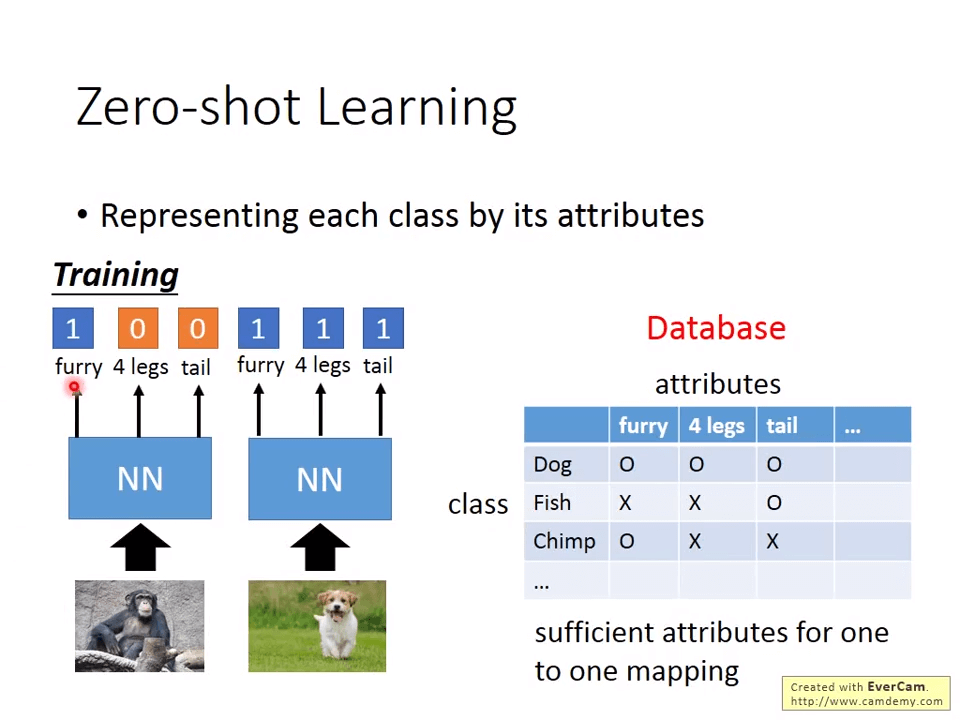 Zero-shot Learning
• Representing each class by its attributes
Training
1 0 0 1 1 1
furry 4 legs tail furry 4 legs tail
NN NN
Database
attributes
class
furry 4 legs tail ...
Dog O O O
Fish X X O
Chimp O X X
...
sufficient attributes for one
to one mapping
Created with EverCam.
http://www.camdemy.com